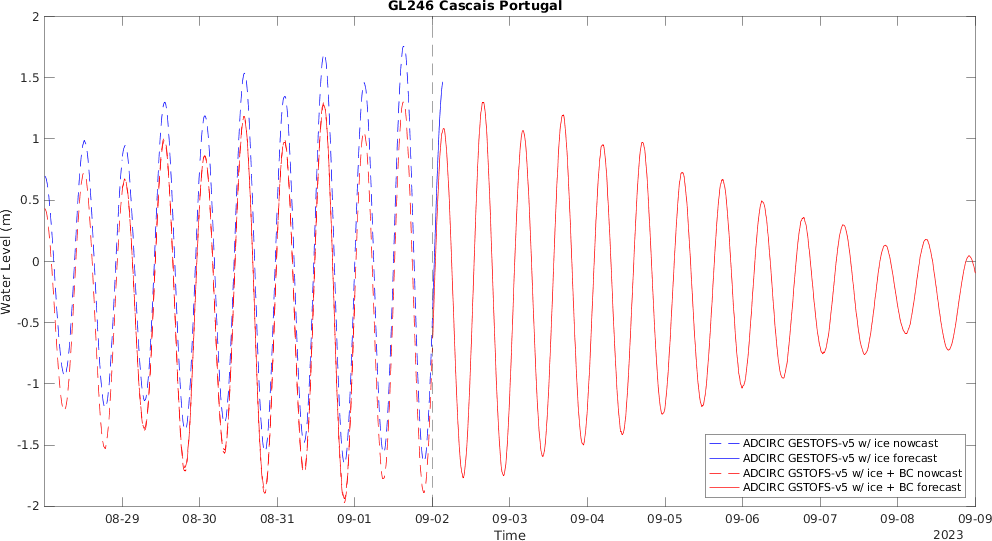 GL246 Cascais Portugal
2
1.5
1
0.5
0
-0.5
-1
-1.5
-2
Water Level (m)
ADCIRC GESTOFS-v5 w/ ice nowcast
ADCIRC GESTOFS-v5 w/ ice forecast
ADCIRC GSTOFS-v5 w/ ice + BC nowcast
ADCIRC GSTOFS-v5 w/ ice + BC forecast
08-29 08-30 08-31 09-01 09-02 09-03 09-04 09-05 09-06 09-07 09-08 09-09
Time
2023